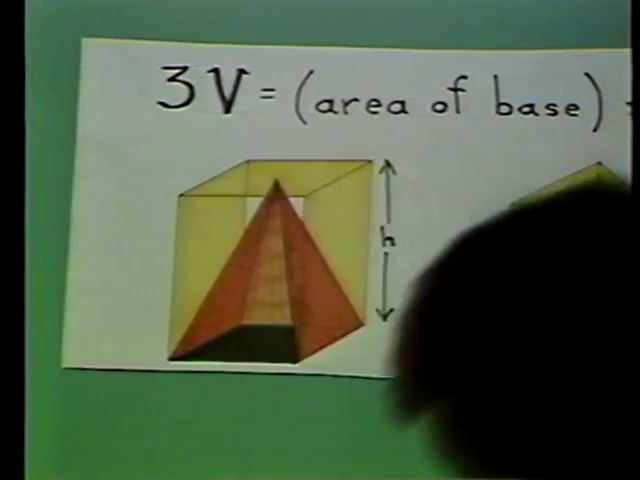 3V = (area of base)
h